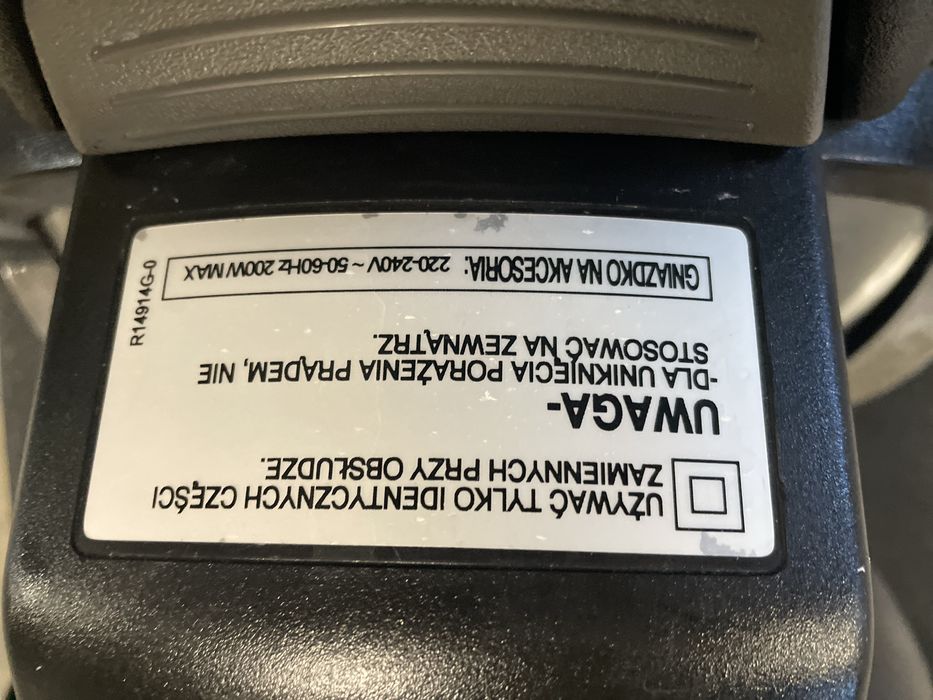 UŻYWAĆ TYLKO IDENTYCZNYCH CZĘŚCI
ZAMIENNYCH PRZY OBSŁUDZE.
UWAGA-
-DLA UNIKNIĘCIA PORAŻENIA PRĄDEM, NIE
STOSOWAĆ NA ZEWNĄTRZ.
GNIAZDKO NA AKCESORIA: 220-240V ~ 50-60Hz 200W MAX
R14914G-0